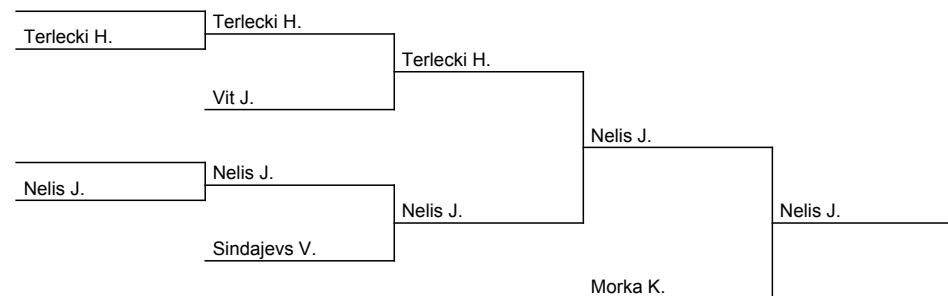 Terlecki H.
Terlecki H.
Terlecki H.
Vit J.
Nelis J.
Nelis J.
Nelis J.
Nelis J.
Nelis J.
Sindajevs V.
Morka K.